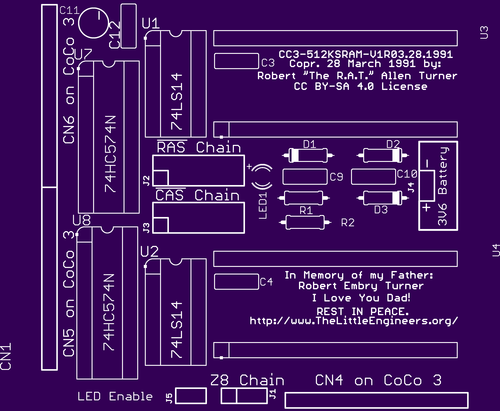 C11
C12
U1
U3
CN6 on CoCo 3
U7
74HC574N
74LS14
C3
CC3-512KSRAM-V1R03.28.1991
Copr. 28 March 1991 by:
Robert "The R.A.T." Allen Turner
CC BY-SA 4.0 License
RAS Chain
J2
+
LED1
D1
D2
C9
C10
J4
-
+
3V6 Battery
CAS Chain
J3
R1
D3
R2
U8
CN5 on CoCo 3
74HC574N
U2
74LS14
C4
U4
In Memory of my Father:
Robert Embry Turner
I Love You Dad!
REST IN PEACE.
http://www.TheLittleEngineers.org/
CN1
LED Enable
J5
Z8 Chain
J1
CN4 on CoCo 3